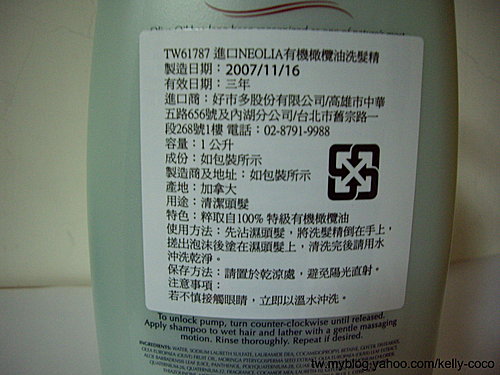 TW61787 進口NEOLIA有機橄欖油洗髮精
製造日期：2007/11/16
有效日期：三年
進口商：好市多股份有限公司/高雄市中華
五路656號及內湖分公司/台北市舊宗路一
段268號1樓 電話：02-8791-9988
容量：1公升
成份：如包裝所示
製造商及地址：如包裝所示
產地：加拿大
用途：清潔頭髮
特色：粹取自100% 特級有機橄欖油
使用方法：先沾濕頭髮，將洗髮精倒在手上，
搓出泡沫後塗在濕頭髮上，清洗完後請用水
沖洗乾淨。
保存方法：請置於乾涼處，避免陽光直射。
注意事項：
若不慎接觸眼睛，立即以溫水沖洗。
To unlock pump, turn counter-clockwise until released.
Apply shampoo to wet hair and lather with a gentle massaging
motion. Rinse thoroughly. Repeat if desired.
INGREDIENTS: WATER, SODIUM LAURETH SULFATE,
tw.myblog.yahoo.com/kelly-coco